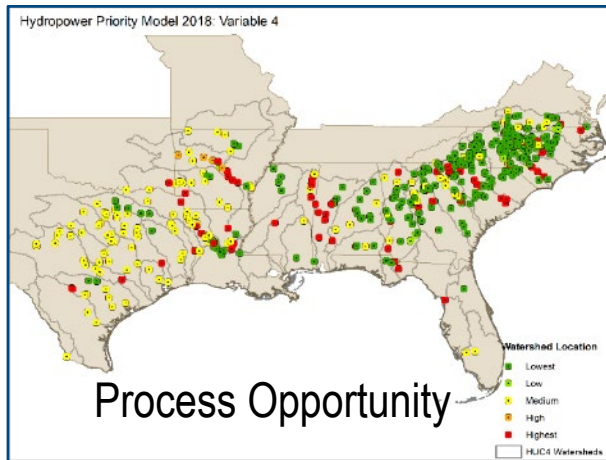 Hydropower Priority Model 2018: Variable 4
Watershed Location
Lowest
Low
Medium
High
Highest
HUC4 Watersheds
Process Opportunity